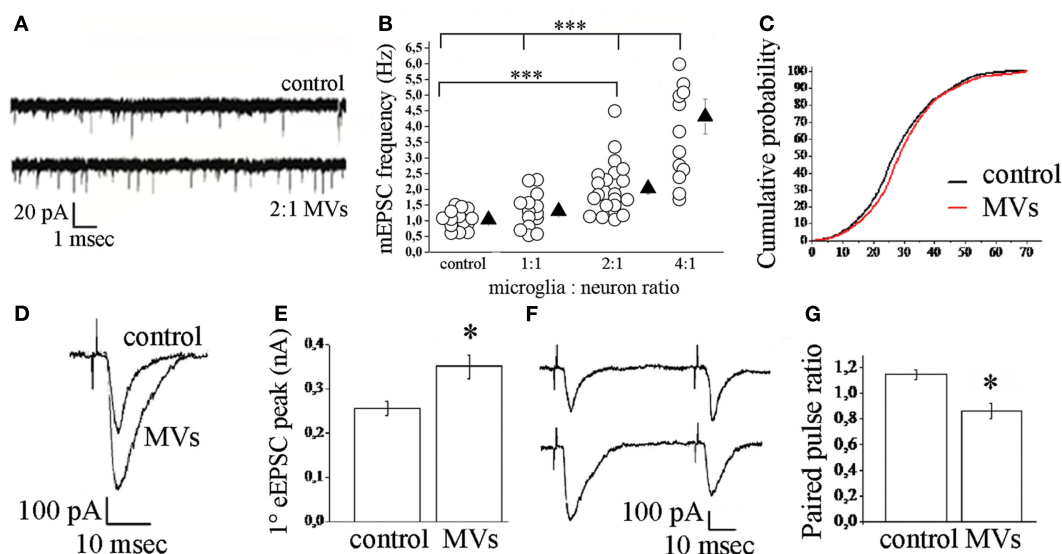 A
control
2:1 MVs
20 pA
1 msec
B
mEPSC frequency (Hz)
6,5
6,0
5,5
5,0
4,5
4,0
3,5
3,0
2,5
2,0
1,5
1,0
0,5
0,0
***
***
control 1:1 2:1 4:1
microglia : neuron ratio
C
Cumulative probability
100
90
80
70
60
50
40
30
20
10
0
control
MVs
0 10 20 30 40 50 60 70
D
control
MVs
100 pA
10 msec
E
1° eEPSC peak (nA)
0,4
0,3
0,2
0,1
0,0
*
control MVs
F
100 pA
10 msec
G
Paired pulse ratio
1,2
1,0
0,8
0,6
0,4
0,2
0,0
*
control MVs